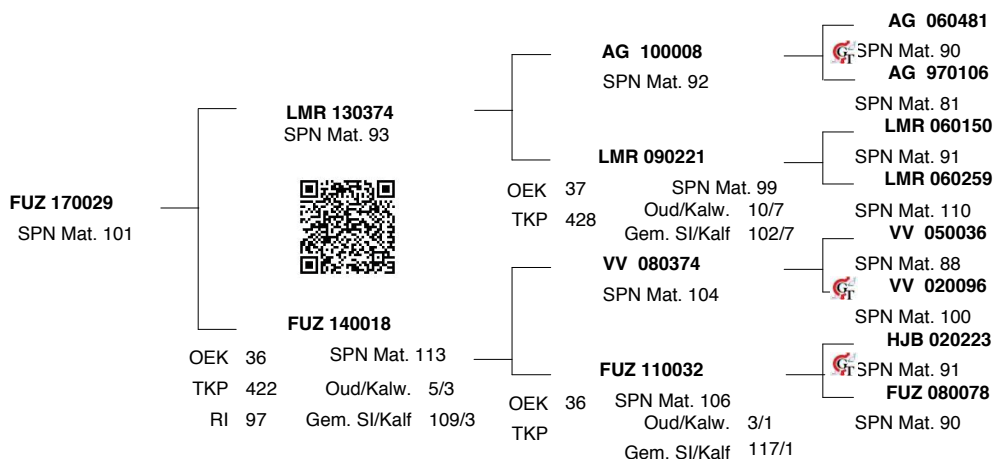 FUZ 170029
SPN Mat. 101
LMR 130374
SPN Mat. 93
FUZ 140018
OEK 36 SPN Mat. 113
TKP 422 Oud/Kalw. 5/3
RI 97 Gem. SI/Kalf 109/3
AG 100008
SPN Mat. 92
LMR 090221
OEK 37 SPN Mat. 99
TKP 428 Oud/Kalw. 10/7
Gem. SI/Kalf 102/7
VV 080374
SPN Mat. 104
FUZ 110032
OEK 36 SPN Mat. 106
TKP Oud/Kalw. 3/1
Gem. SI/Kalf 117/1
AG 060481
GT SPN Mat. 90
AG 970106
SPN Mat. 81
LMR 060150
SPN Mat. 91
LMR 060259
SPN Mat. 110
VV 050036
SPN Mat. 88
GT VV 020096
SPN Mat. 100
HJB 020223
GT SPN Mat. 91
FUZ 080078
SPN Mat. 90